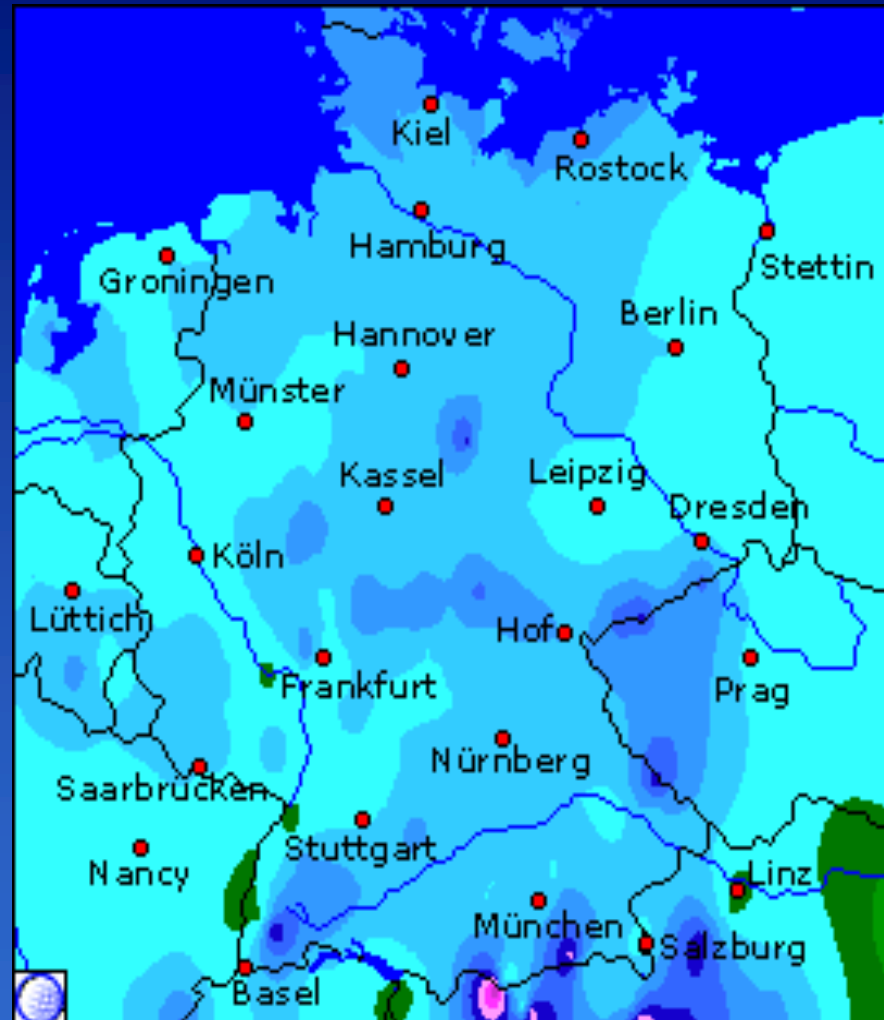 Kiel
Rostock
Hamburg
Groningen
Stettin
Berlin
Hannover
Münster
Kassel
Leipzig
Dresden
Köln
Lüttich
Hof
Frankfurt
Prag
Nürnberg
Saarbrücken
Stuttgart
Nancy
Linz
München
Salzburg
Basel